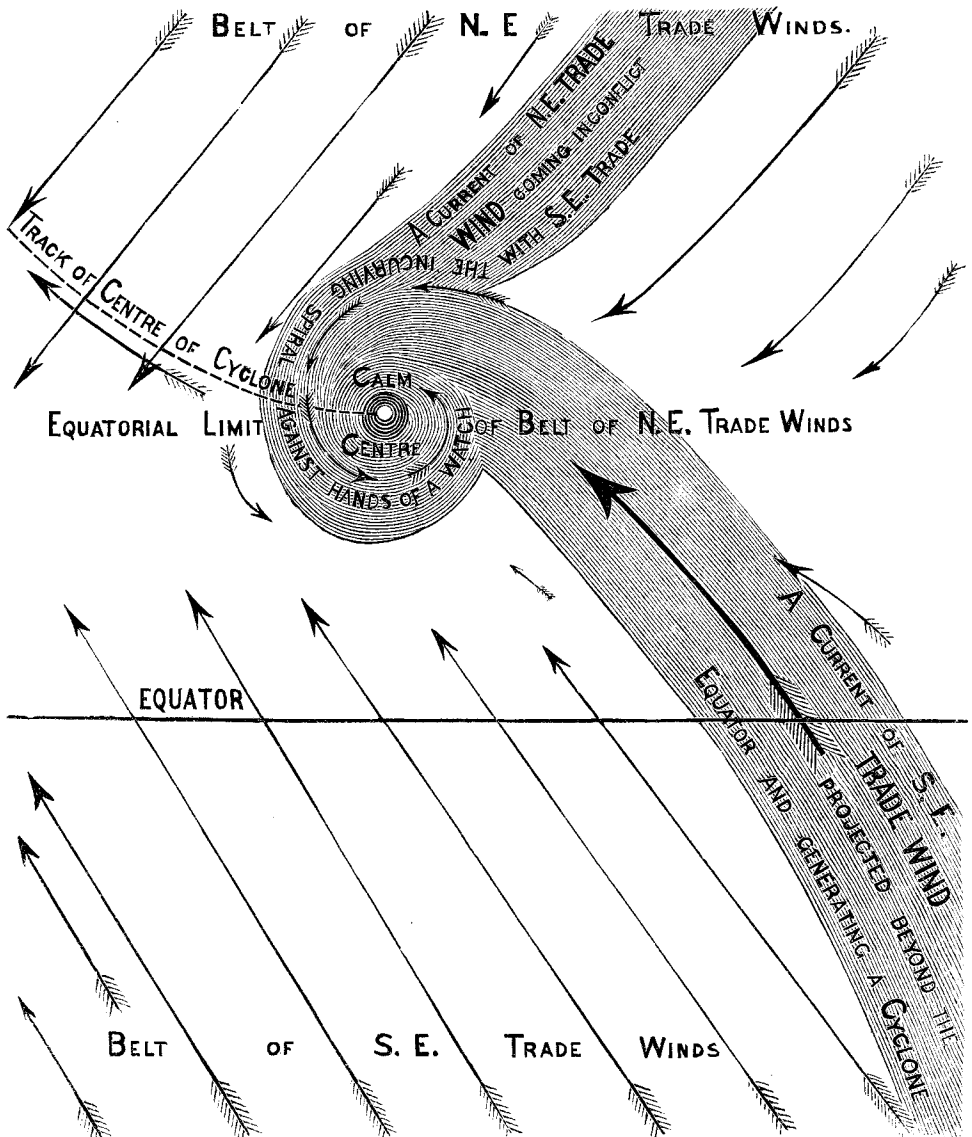 BELT OF N. E TRADE WINDS.
A CURRENT OF N.E. TRADE
WIND COMING IN CONFLICT
WITH S.E. TRADE
THE INCURVING SPIRAL AGAINST HANDS OF A WATCH
TRACK OF CENTRE OF CYCLONE
CALM
CENTRE
EQUATORIAL LIMIT OF BELT OF N.E. TRADE WINDS
EQUATOR
A CURRENT OF S. E.
TRADE WIND
PROJECTED BEYOND THE
EQUATOR AND GENERATING A CYCLONE
BELT OF S. E. TRADE WINDS